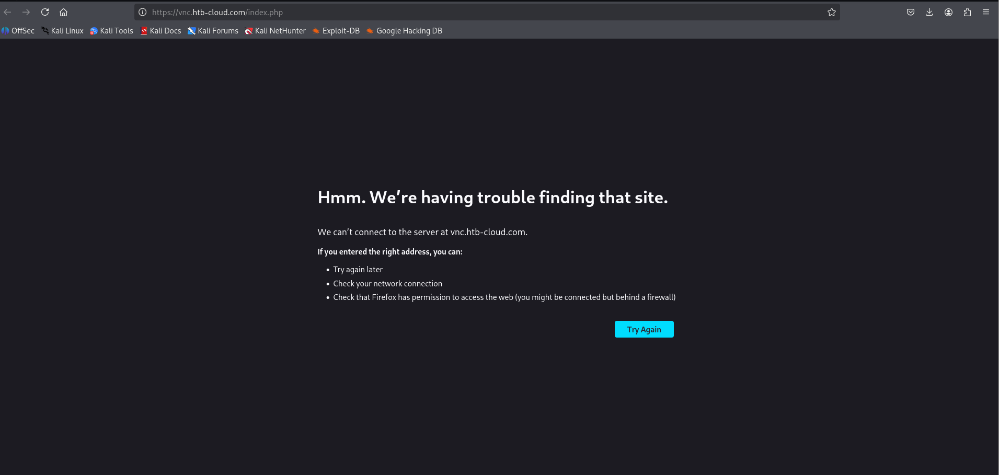 https://vnc.htb-cloud.com/index.php
OffSec Kali Linux Kali Tools Kali Docs Kali Forums Kali NetHunter Exploit-DB Google Hacking DB
Hmm. We’re having trouble finding that site.
We can’t connect to the server at vnc.htb-cloud.com.
If you entered the right address, you can:
• Try again later
• Check your network connection
• Check that Firefox has permission to access the web (you might be connected but behind a firewall)
Try Again